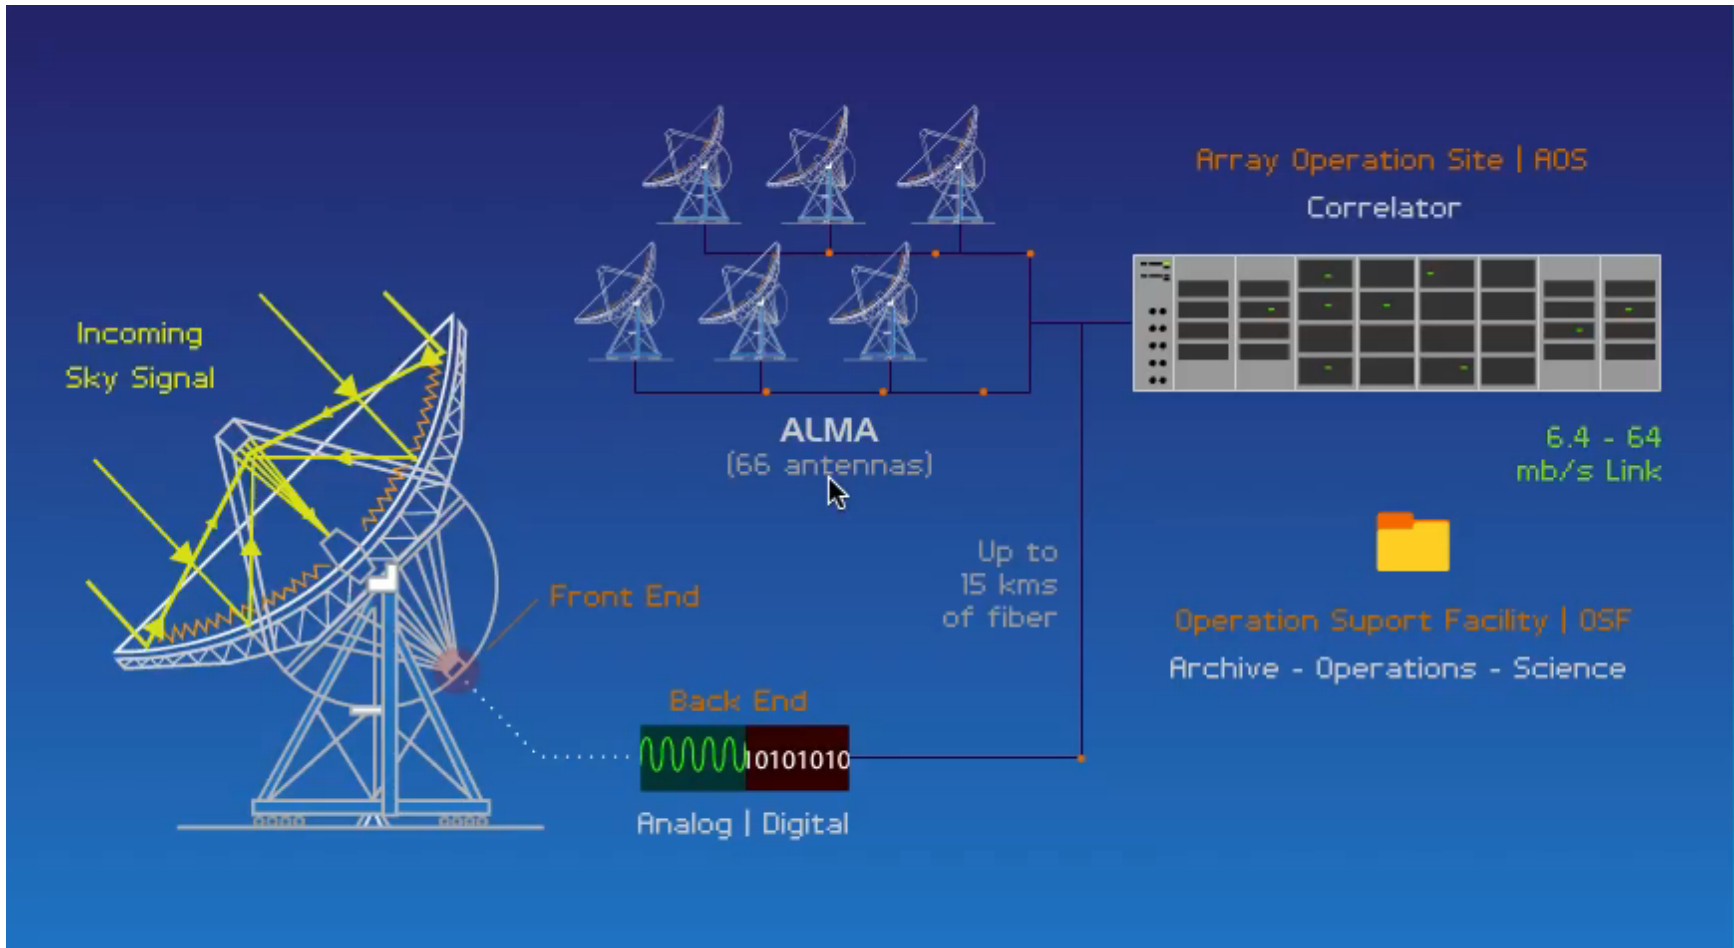 Incoming
Sky Signal
ALMA
(66 antennas)
Array Operation Site | AOS
Correlator
6.4 - 64
mb/s Link
Up to
15 kms
of fiber
Front End
Back End
10101010
Analog | Digital
Operation Suport Facility | OSF
Archive - Operations - Science